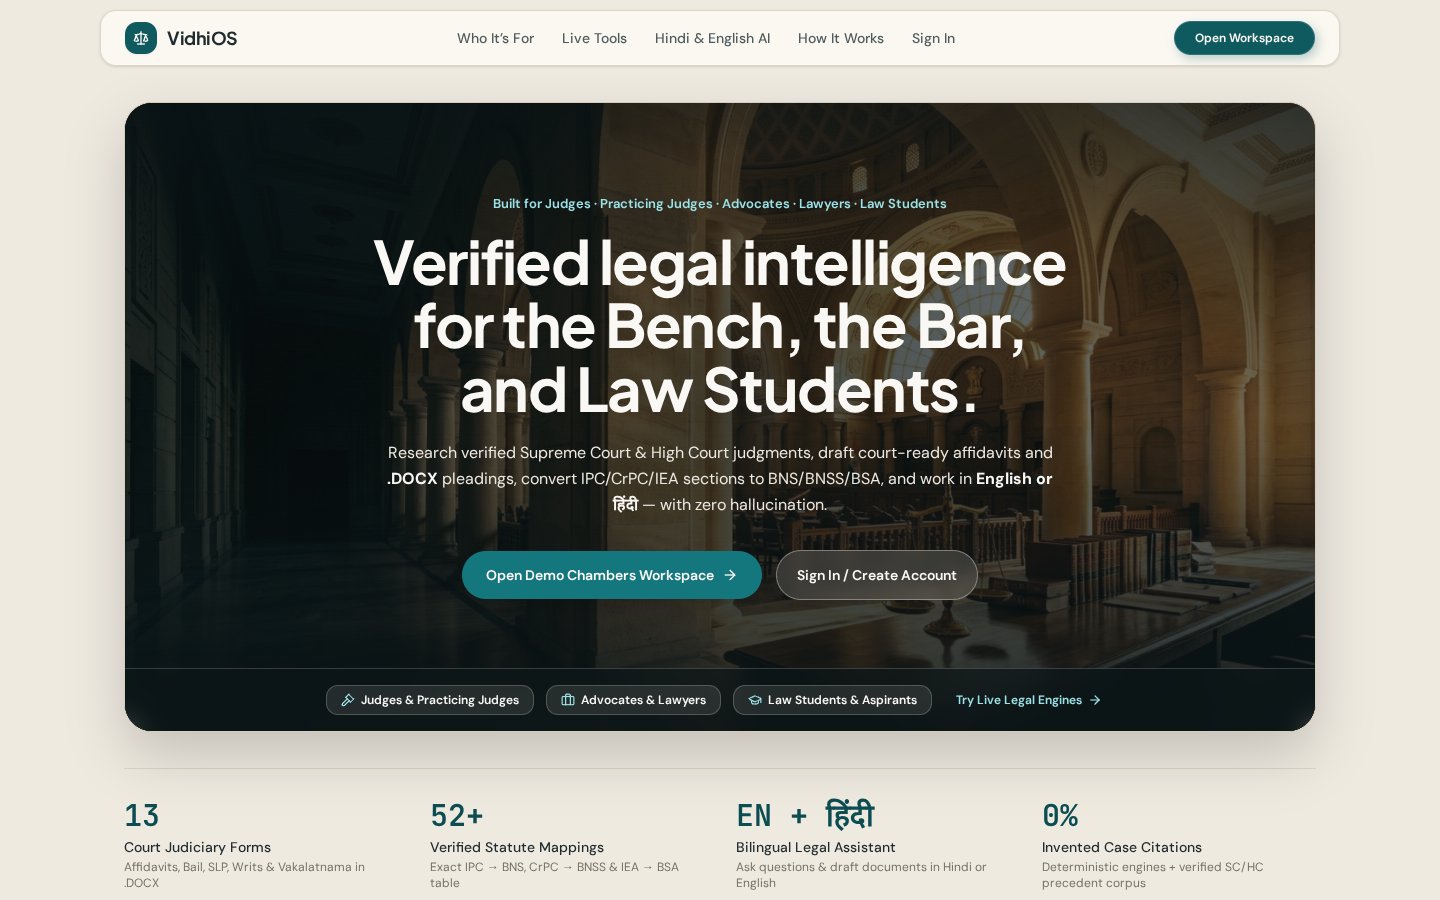 VidhiOS
Who It’s For
Live Tools
Hindi & English AI
How It Works
Sign In
Open Workspace
Built for Judges · Practicing Judges · Advocates · Lawyers · Law Students
Verified legal intelligence
for the Bench, the Bar,
and Law Students.
Research verified Supreme Court & High Court judgments, draft court-ready affidavits and
.DOCX pleadings, convert IPC/CrPC/IEA sections to BNS/BNSS/BSA, and work in English or
हिंदी — with zero hallucination.
Open Demo Chambers Workspace →
Sign In / Create Account
Judges & Practicing Judges
Advocates & Lawyers
Law Students & Aspirants
Try Live Legal Engines →
13
Court Judiciary Forms
Affidavits, Bail, SLP, Writs & Vakalatnama in
.DOCX
52+
Verified Statute Mappings
Exact IPC → BNS, CrPC → BNSS & IEA → BSA
table
EN + हिंदी
Bilingual Legal Assistant
Ask questions & draft documents in Hindi or
English
0%
Invented Case Citations
Deterministic engines + verified SC/HC
precedent corpus